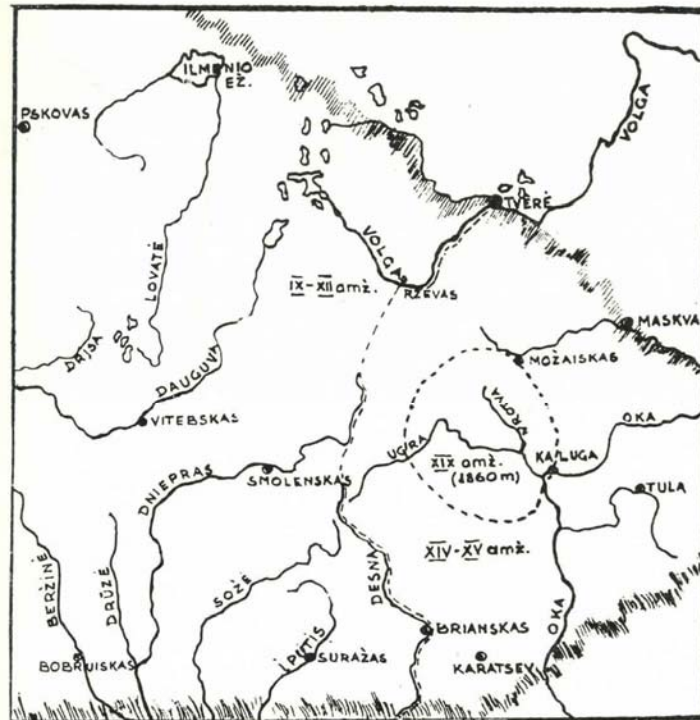 ILMENIO
EŽ.
PSKOVAS
VOLGA
TVERĖ
LOVATĖ
VOLGA
IX-XII amž.
RŽEVAS
MASKVA
DRISA
DAUGUVA
MOŽAISKAS
VITEBSKAS
PROTVA
OKA
UGRA
KALUGA
XIX amž.
(1860 m)
SMOLENSKAS
TULA
DNIEPRAS
XIV-XV amž.
BERŽINĖ
DRŪZĖ
SOŽĖ
DESNA
OKA
IPUTIS
BRIANSKAS
BOBRUISKAS
SURAŽAS
KARATSEV